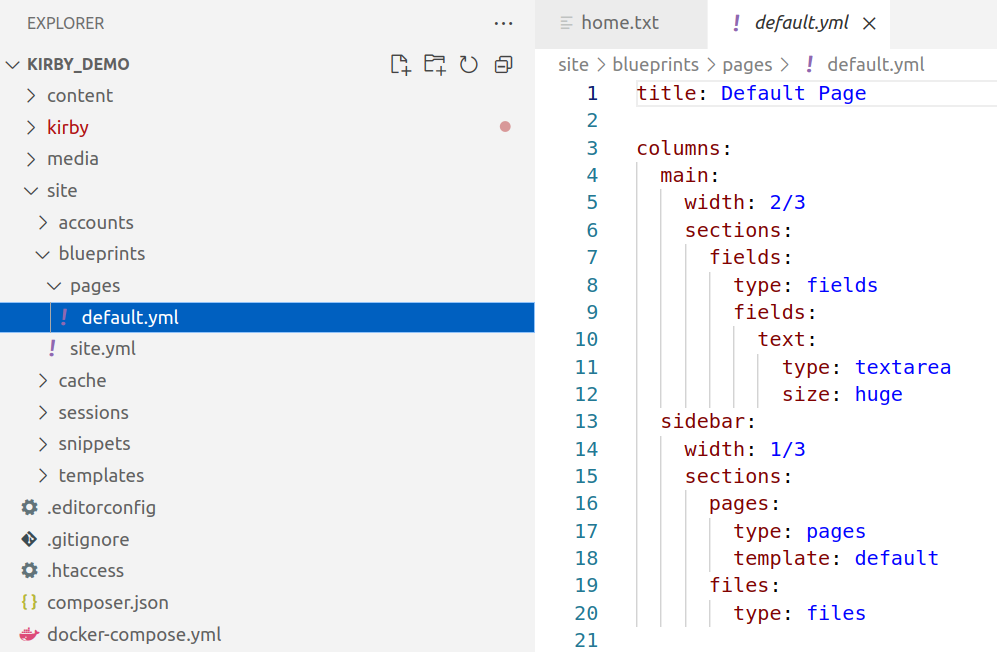 EXPLORER
KIRBY_DEMO
content
kirby
media
site
accounts
blueprints
pages
default.yml
site.yml
cache
sessions
snippets
templates
.editorconfig
.gitignore
.htaccess
composer.json
docker-compose.yml
home.txt
default.yml
site > blueprints > pages > ! default.yml
1 title: Default Page
2
3 columns:
4   main:
5     width: 2/3
6     sections:
7       fields:
8         type: fields
9         fields:
10           text:
11             type: textarea
12             size: huge
13   sidebar:
14     width: 1/3
15     sections:
16       pages:
17         type: pages
18         template: default
19       files:
20         type: files
21